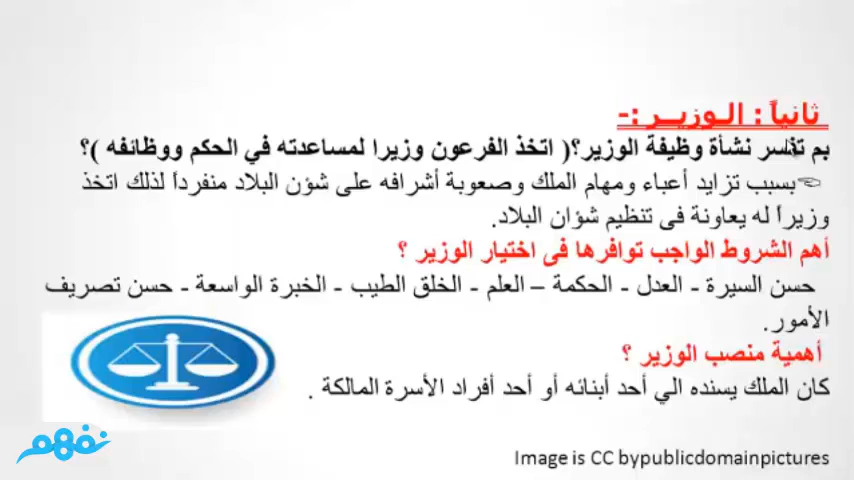 ثانياً : الـوزيــر :-
بم تفسر نشأة وظيفة الوزير؟( اتخذ الفرعون وزيرا لمساعدته في الحكم ووظائفه )؟
بسبب تزايد أعباء ومهام الملك وصعوبة أشرافه على شؤن البلاد منفرداً لذلك اتخذ
وزيراً له يعاونة فى تنظيم شؤان البلاد.
أهم الشروط الواجب توافرها فى اختيار الوزير ؟
حسن السيرة - العدل - الحكمة – العلم - الخلق الطيب - الخبرة الواسعة - حسن تصريف
الأمور.
أهمية منصب الوزير ؟
كان الملك يسنده الي أحد أبنائه أو أحد أفراد الأسرة المالكة .
نفهم
Image is CC bypublicdomainpictures